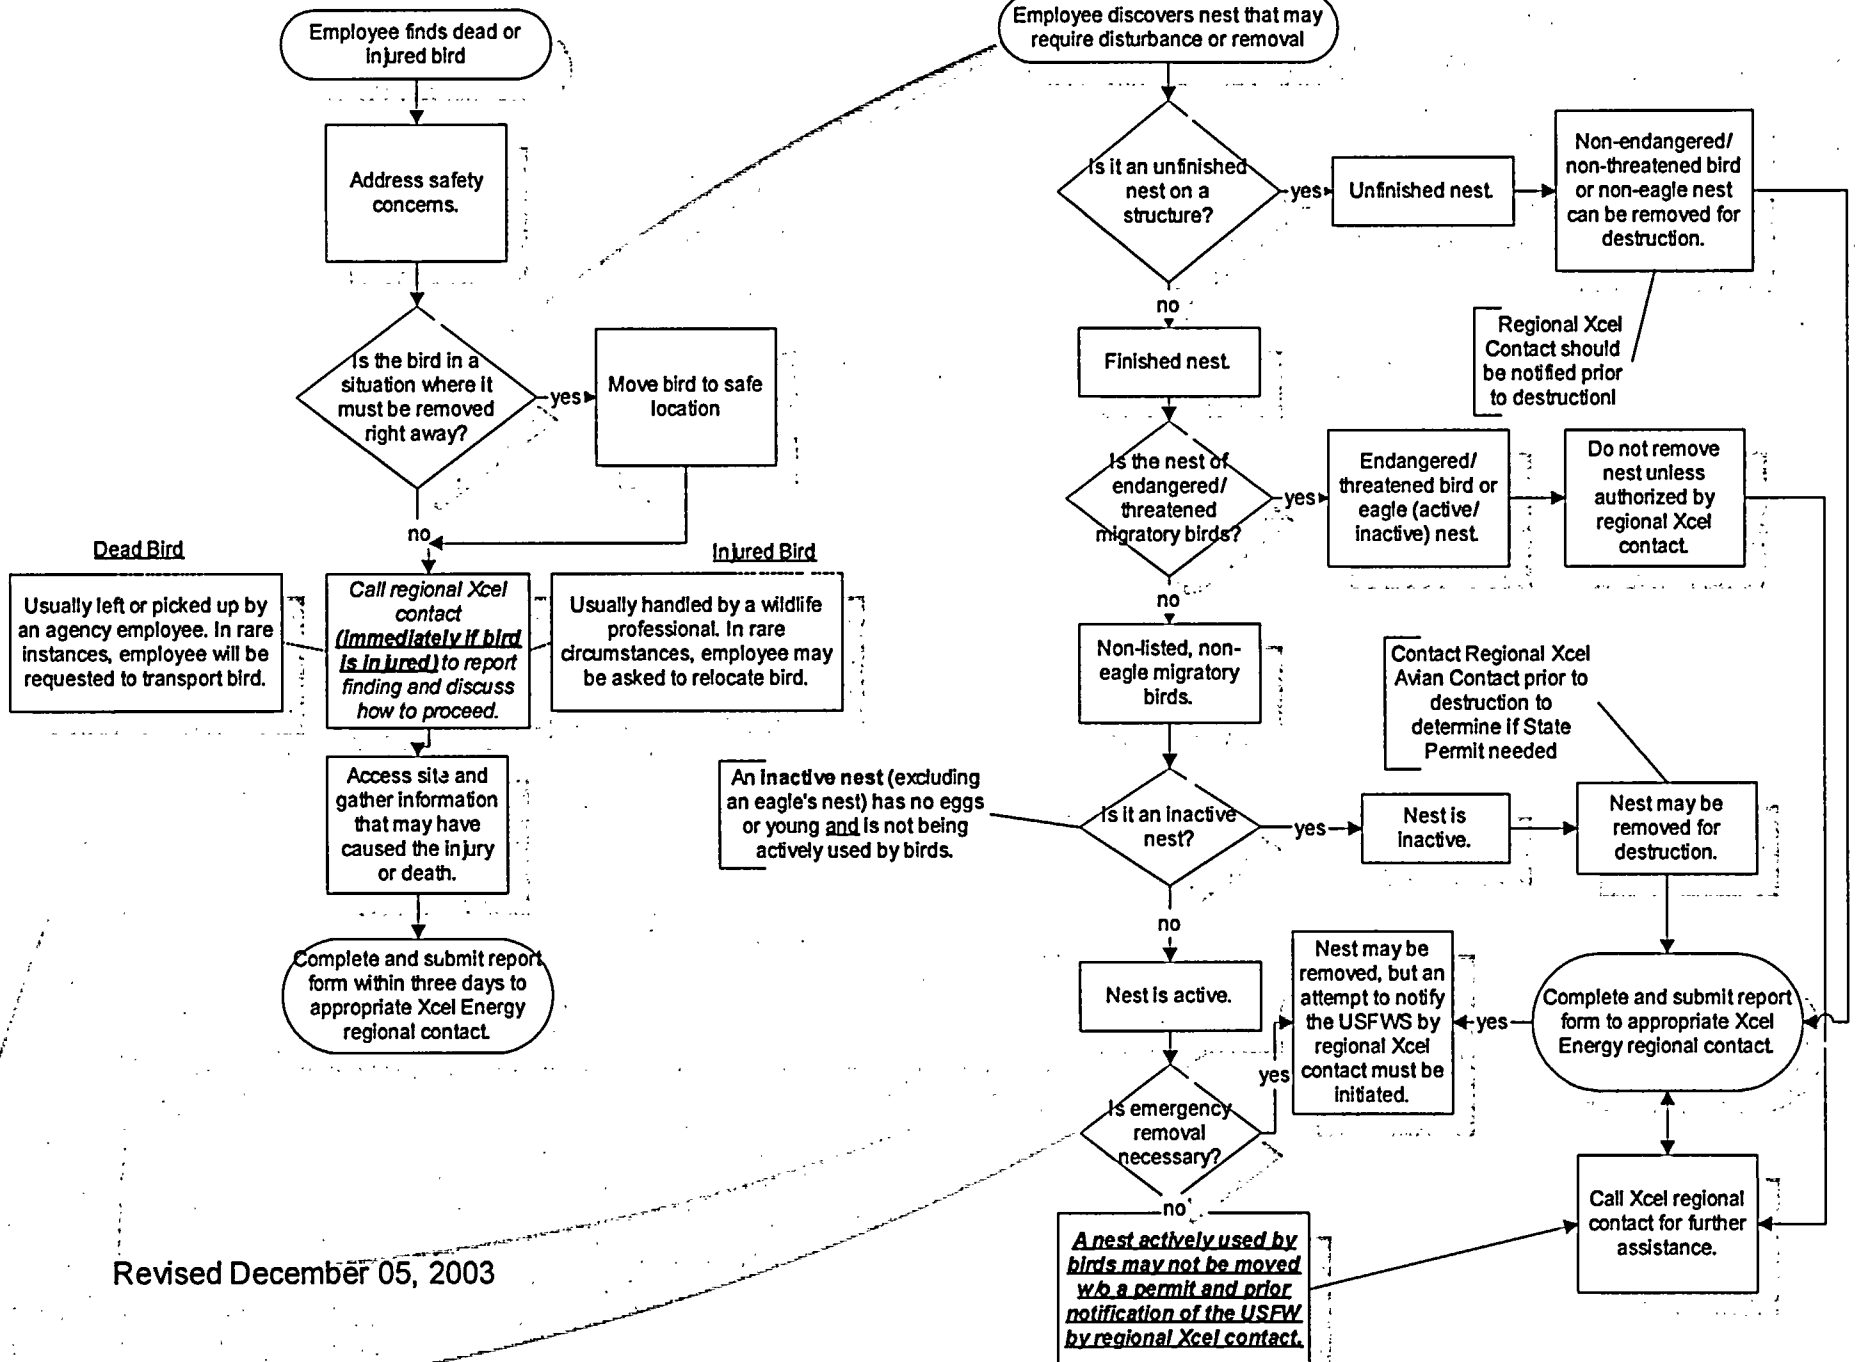 Employee finds dead or
injured bird
Address safety
concerns.
Is the bird in a
situation where it
must be removed
right away?
yes
Move bird to safe
location
no
Dead Bird
Usually left or picked up by
an agency employee. In rare
instances, employee will be
requested to transport bird.
Call regional Xcel
contact
(immediately if bird
is injured) to report
finding and discuss
how to proceed.
Injured Bird
Usually handled by a wildlife
professional. In rare
circumstances, employee may
be asked to relocate bird.
Access site and
gather information
that may have
caused the injury
or death.
Complete and submit report
form within three days to
appropriate Xcel Energy
regional contact.
Revised December 05, 2003
Employee discovers nest that may
require disturbance or removal
Is it an unfinished
nest on a
structure?
yes
Unfinished nest.
Non-endangered/
non-threatened bird
or non-eagle nest
can be removed for
destruction.
Regional Xcel
Contact should
be notified prior
to destruction!
no
Finished nest.
Is the nest of
endangered/
threatened
migratory birds?
yes
Endangered/
threatened bird or
eagle (active/
inactive) nest.
Do not remove
nest unless
authorized by
regional Xcel
contact.
no
Non-listed, non-
eagle migratory
birds.
Contact Regional Xcel
Avian Contact prior to
destruction to
determine if State
Permit needed
An inactive nest (excluding
an eagle's nest) has no eggs
or young and is not being
actively used by birds.
Is it an inactive
nest?
yes
Nest is
inactive.
Nest may be
removed for
destruction.
no
Nest is active.
Nest may be
removed, but an
attempt to notify
the USFWS by
regional Xcel
contact must be
initiated.
yes
Complete and submit report
form to appropriate Xcel
Energy regional contact.
yes
Is emergency
removal
necessary?
no
A nest actively used by
birds may not be moved
w/o a permit and prior
notification of the USFW
by regional Xcel contact.
Call Xcel regional
contact for further
assistance.